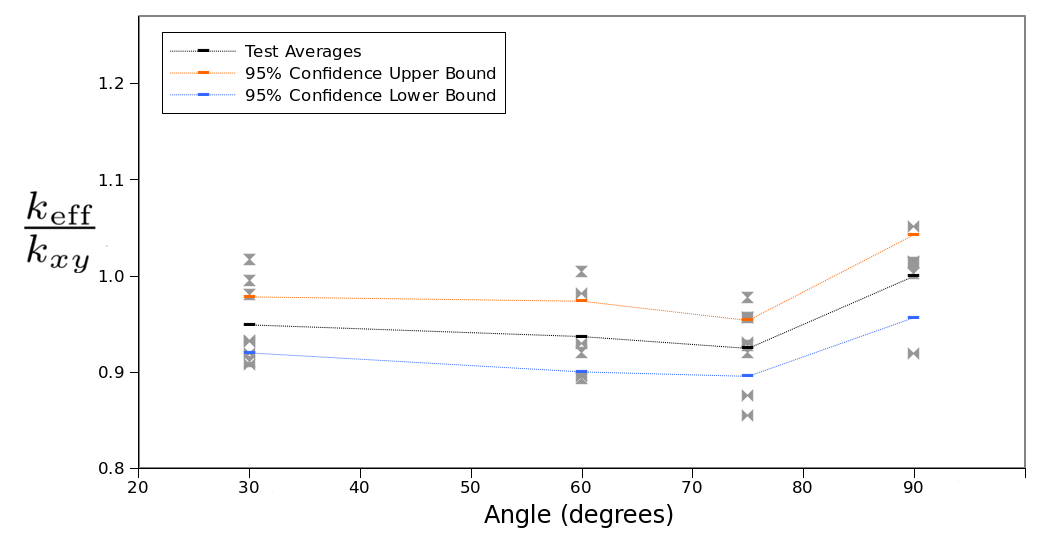 Test Averages
95% Confidence Upper Bound
95% Confidence Lower Bound
1.2
1.1
1.0
0.9
0.8
k_eff
k_xy
20 30 40 50 60 70 80 90
Angle (degrees)